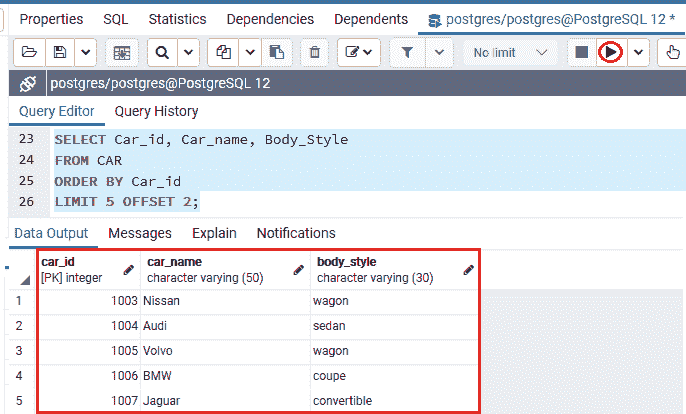 Properties SQL Statistics Dependencies Dependents postgres/postgres@PostgreSQL 12 *
No limit
postgres/postgres@PostgreSQL 12
Query Editor Query History
23 SELECT Car_id, Car_name, Body_Style
24 FROM CAR
25 ORDER BY Car_id
26 LIMIT 5 OFFSET 2;
Data Output Messages Explain Notifications
car_id car_name body_style
[PK] integer character varying (50) character varying (30)
1 1003 Nissan wagon
2 1004 Audi sedan
3 1005 Volvo wagon
4 1006 BMW coupe
5 1007 Jaguar convertible